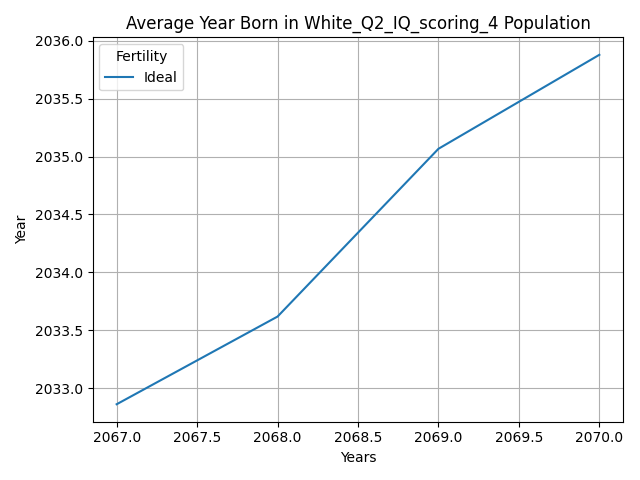 Average Year Born in White_Q2_IQ_scoring_4 Population
2036.0
2035.5
2035.0
2034.5
2034.0
2033.5
2033.0
Year
Fertility
Ideal
2067.0 2067.5 2068.0 2068.5 2069.0 2069.5 2070.0
Years